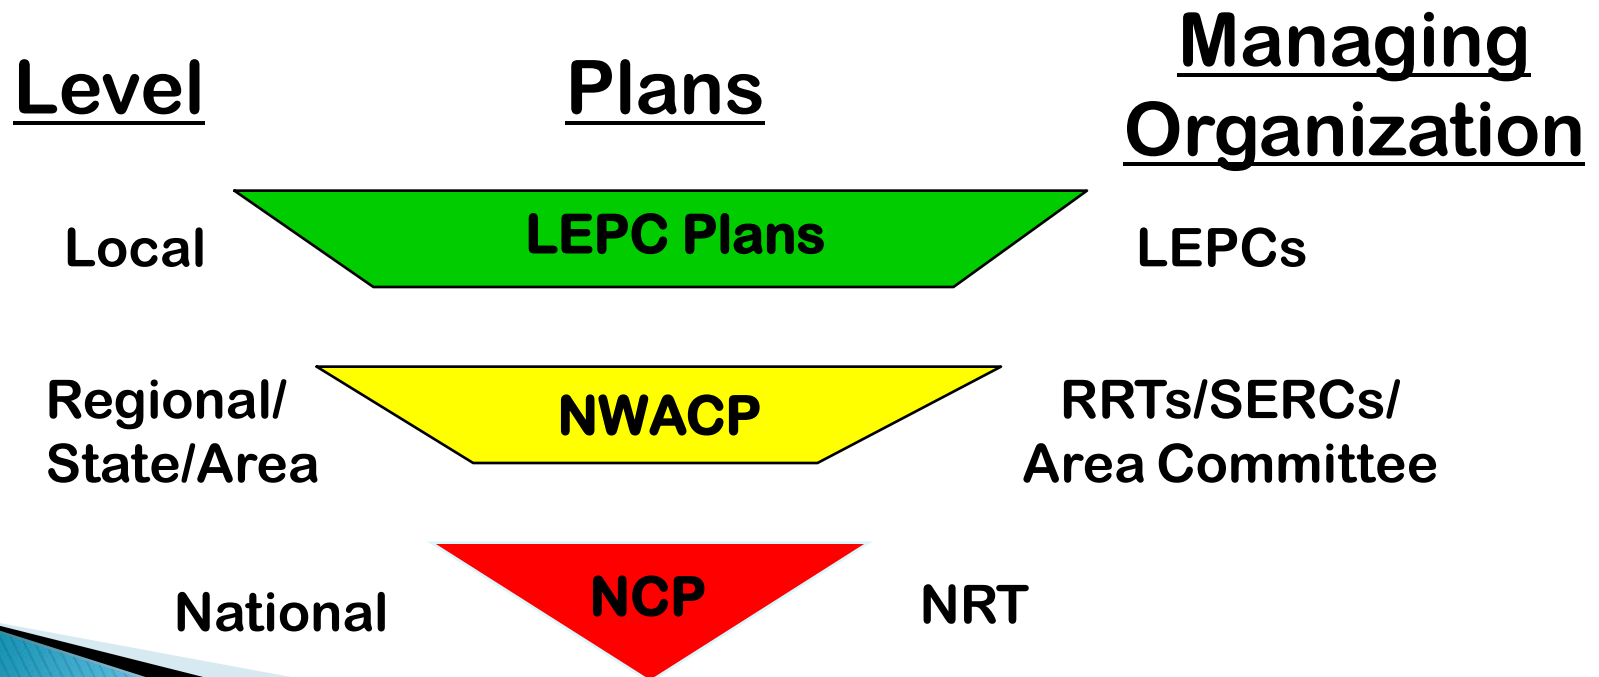 Level
Plans
Managing
Organization
Local
LEPC Plans
LEPCs
Regional/
State/Area
NWACP
RRTs/SERCs/
Area Committee
National
NCP
NRT